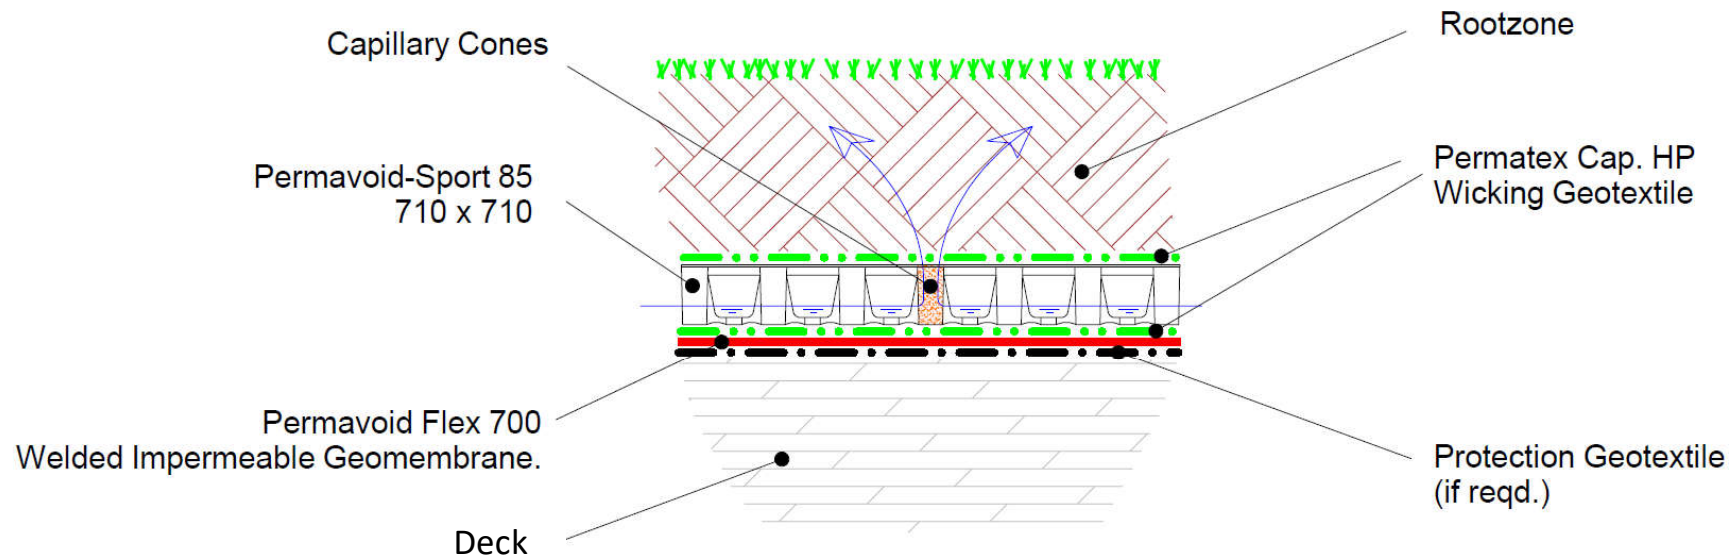 Capillary Cones
Rootzone
Permavoid-Sport 85
710 x 710
Permatex Cap. HP
Wicking Geotextile
Permavoid Flex 700
Welded Impermeable Geomembrane.
Protection Geotextile
(if reqd.)
Deck